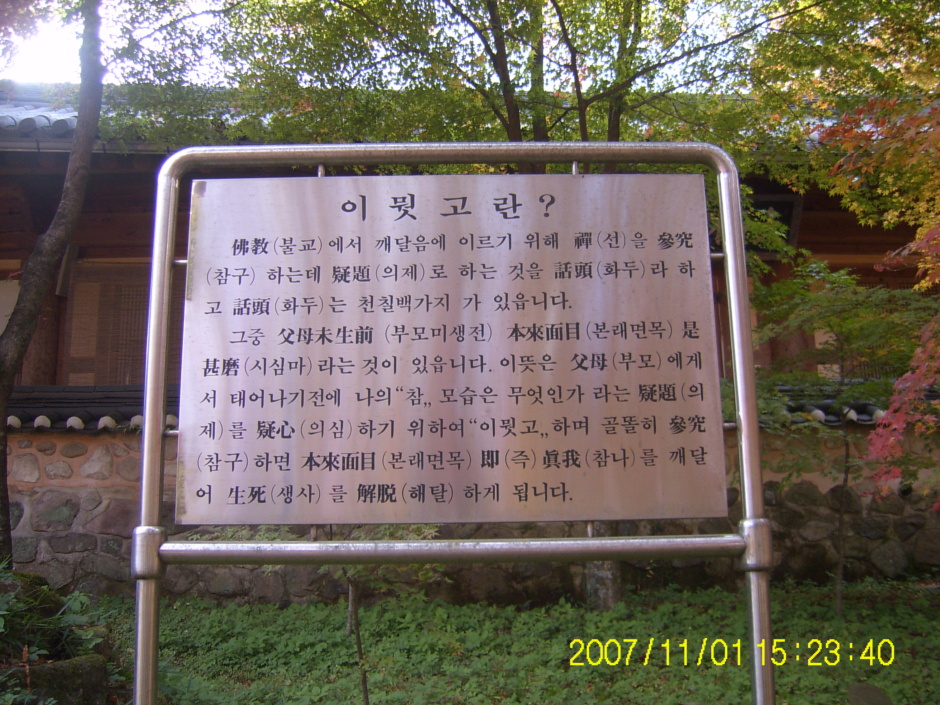 이 뭣 고 란 ?
佛敎(불교)에서 깨달음에 이르기 위해 禪(선)을 參究
(참구) 하는데 疑題(의제)로 하는 것을 話頭(화두)라 하
고 話頭(화두)는 천칠백가지 가 있읍니다.
그중 父母未生前 (부모미생전) 本來面目(본래면목) 是
甚麽(시심마)라는 것이 있읍니다. 이뜻은 父母(부모)에게
서 태어나기전에 나의“참„ 모습은 무엇인가 라는 疑題(의
제)를 疑心(의심)하기 위하여“이뭣고„하며 골똘히 參究
(참구)하면 本來面目(본래면목) 即(즉) 眞我(참나)를 깨달
어 生死(생사)를 解脫(해탈)하게 됩니다.
2007/11/01 15:23:40